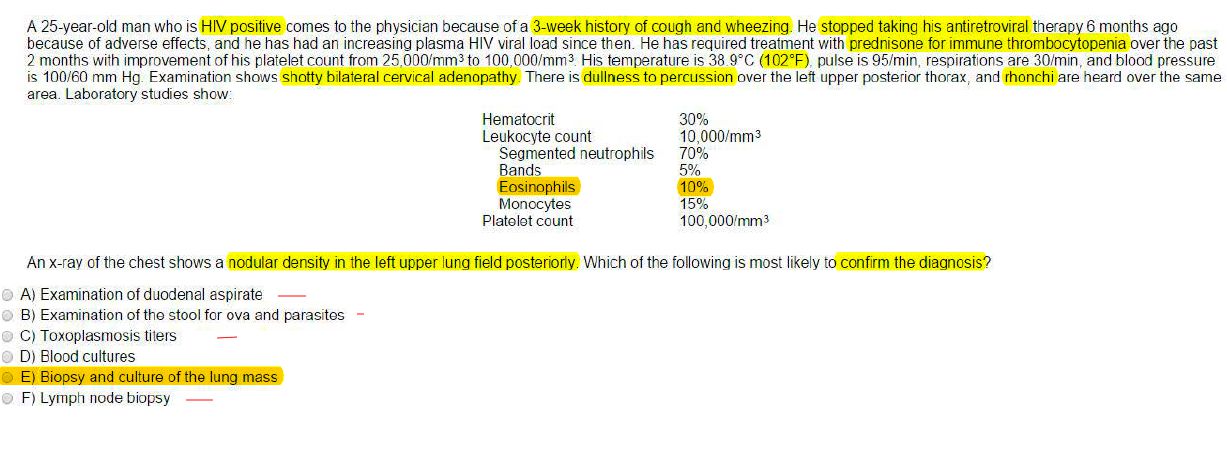 A 25-year-old man who is HIV positive comes to the physician because of a 3-week history of cough and wheezing. He stopped taking his antiretroviral therapy 6 months ago
because of adverse effects, and he has had an increasing plasma HIV viral load since then. He has required treatment with prednisone for immune thrombocytopenia over the past
2 months with improvement of his platelet count from 25,000/mm³ to 100,000/mm³. His temperature is 38.9°C (102°F), pulse is 95/min, respirations are 30/min, and blood pressure
is 100/60 mm Hg. Examination shows shotty bilateral cervical adenopathy. There is dullness to percussion over the left upper posterior thorax, and rhonchi are heard over the same
area. Laboratory studies show:
Hematocrit 30%
Leukocyte count 10,000/mm³
Segmented neutrophils 70%
Bands 5%
Eosinophils 10%
Monocytes 15%
Platelet count 100,000/mm³
An x-ray of the chest shows a nodular density in the left upper lung field posteriorly. Which of the following is most likely to confirm the diagnosis?
A) Examination of duodenal aspirate
B) Examination of the stool for ova and parasites
C) Toxoplasmosis titers
D) Blood cultures
E) Biopsy and culture of the lung mass
F) Lymph node biopsy